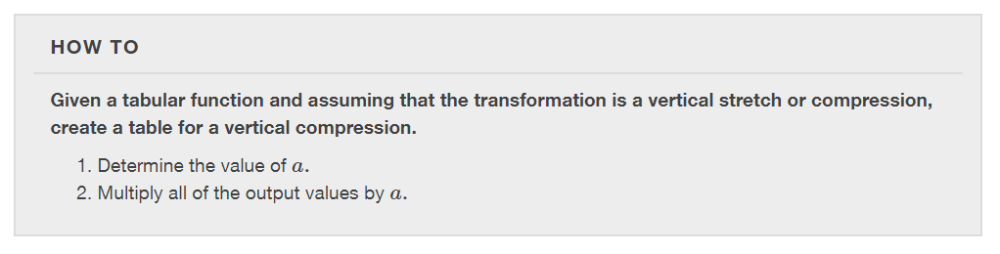 HOW TO
Given a tabular function and assuming that the transformation is a vertical stretch or compression,
create a table for a vertical compression.
1. Determine the value of a.
2. Multiply all of the output values by a.